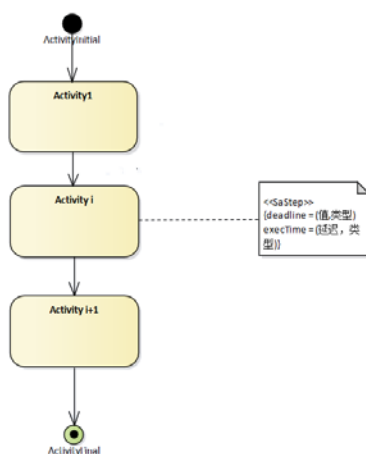 ActivityInitial
Activity1
Activity i
<<SaStep>>
{deadline = (值,类型)
execTime = (延迟，类
型)}
Activity i+1
ActivityFinal